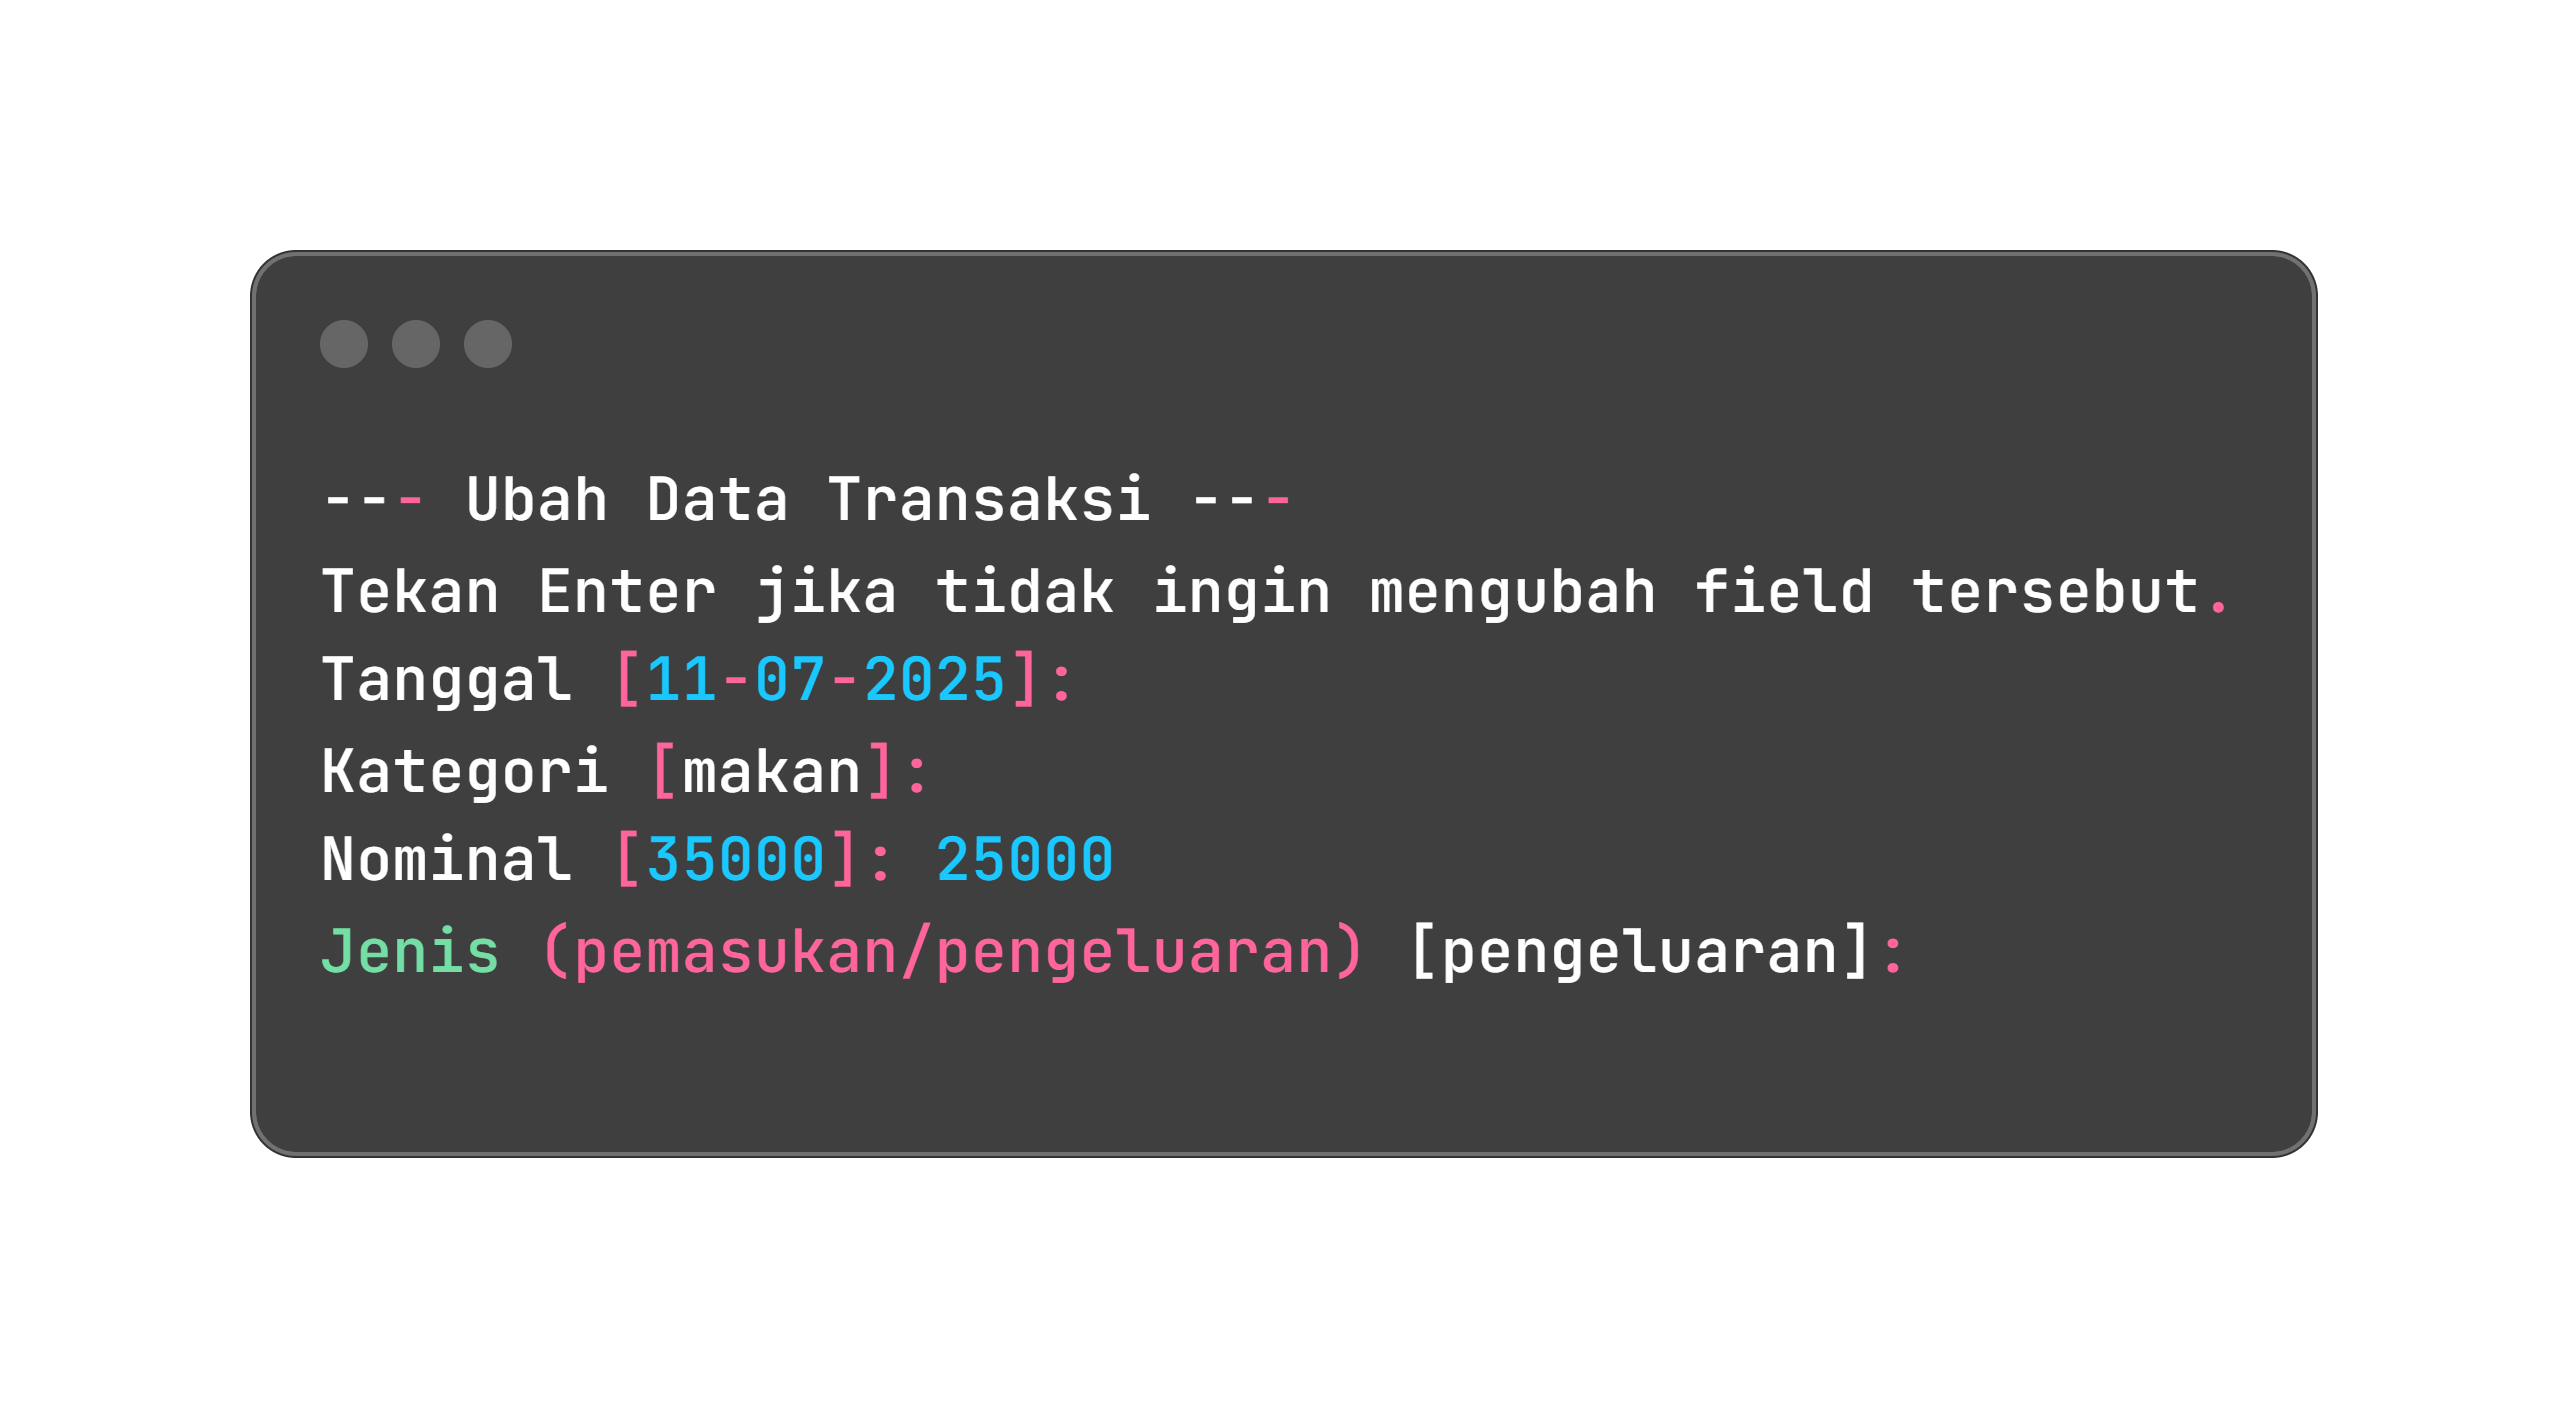 --- Ubah Data Transaksi ---
Tekan Enter jika tidak ingin mengubah field tersebut.
Tanggal [11-07-2025]:
Kategori [makan]:
Nominal [35000]: 25000
Jenis (pemasukan/pengeluaran) [pengeluaran]: